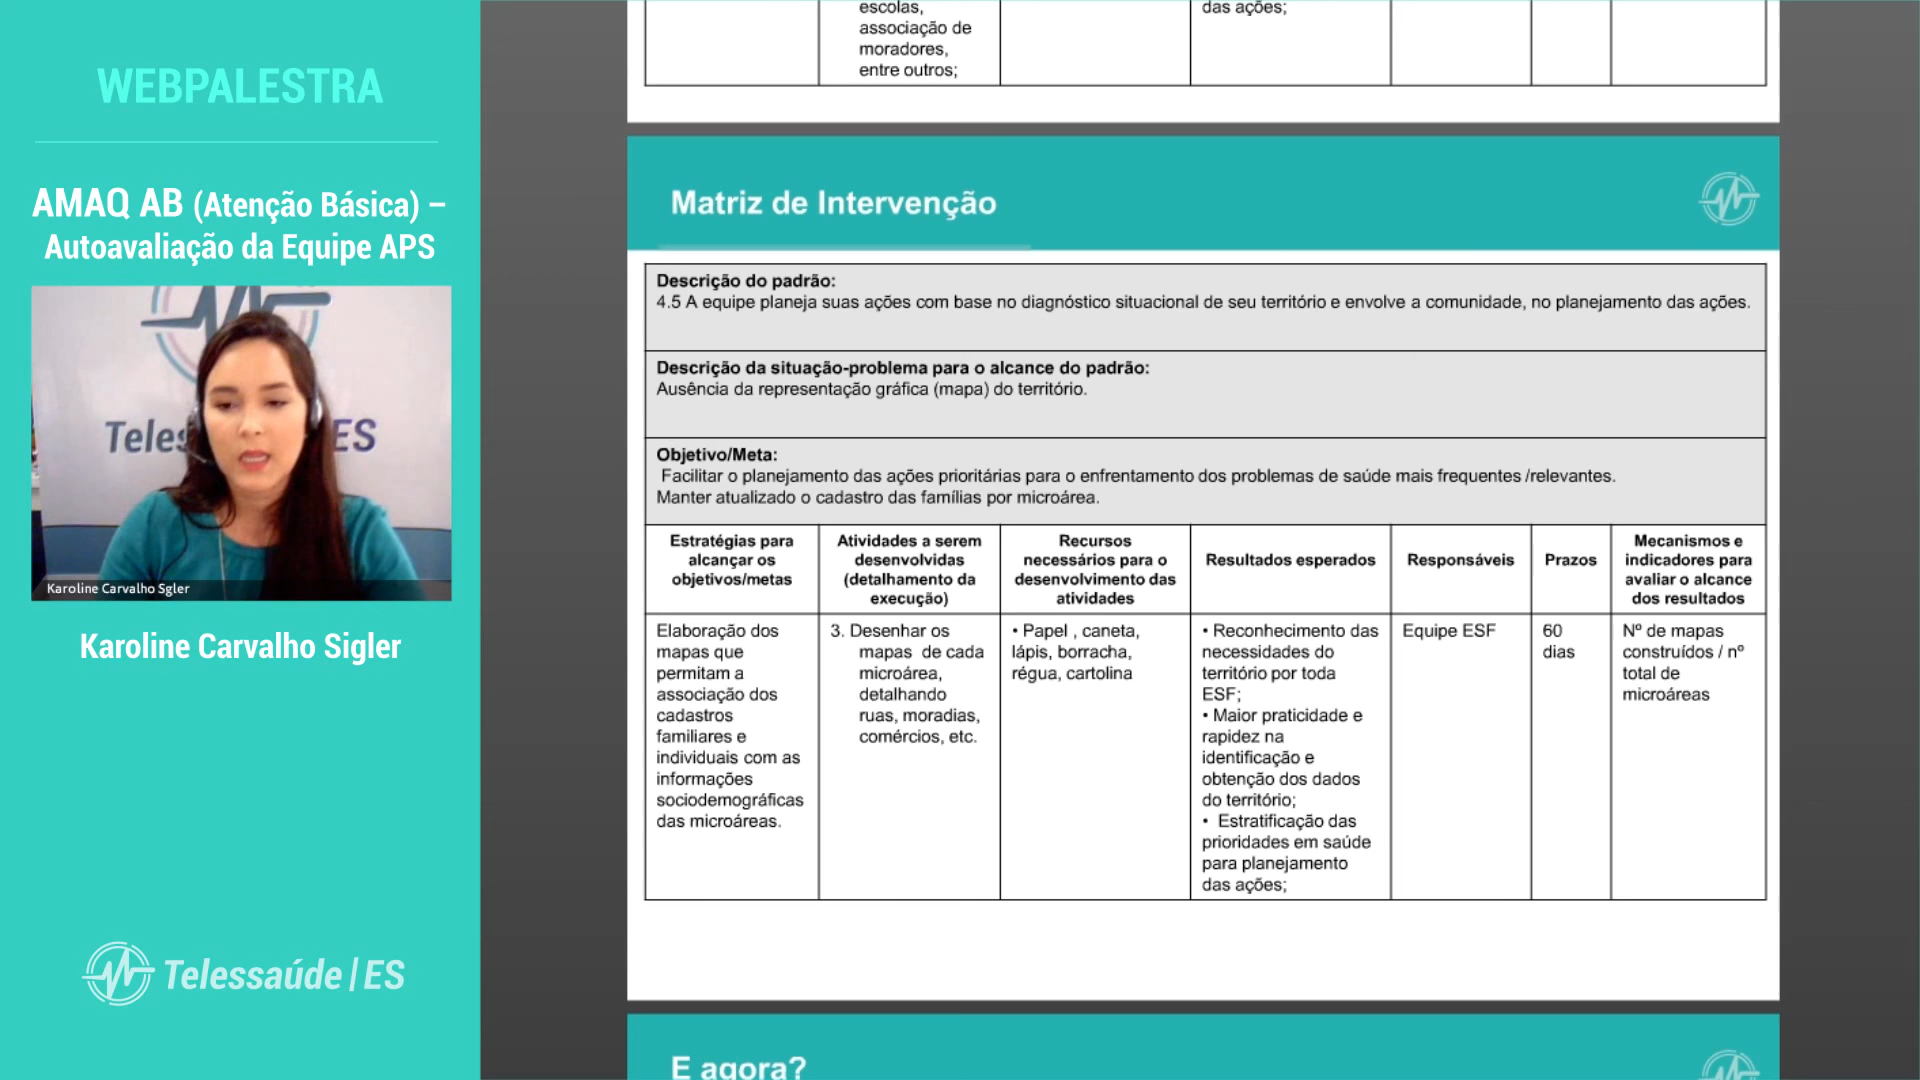 WEBPALESTRA
AMAQ AB (Atenção Básica) –
Autoavaliação da Equipe APS
Teles
ES
Karoline Carvalho Sgler
Karoline Carvalho Sigler
Telessaúde|ES
escolas,
associação de
moradores,
entre outros;
das ações;
Matriz de Intervenção
Descrição do padrão:
4.5 A equipe planeja suas ações com base no diagnóstico situacional de seu território e envolve a comunidade, no planejamento das ações.
Descrição da situação-problema para o alcance do padrão:
Ausência da representação gráfica (mapa) do território.
Objetivo/Meta:
Facilitar o planejamento das ações prioritárias para o enfrentamento dos problemas de saúde mais frequentes /relevantes.
Manter atualizado o cadastro das famílias por microárea.
Estratégias para
alcançar os
objetivos/metas
Atividades a serem
desenvolvidas
(detalhamento da
execução)
Recursos
necessários para o
desenvolvimento das
atividades
Resultados esperados
Responsáveis
Prazos
Mecanismos e
indicadores para
avaliar o alcance
dos resultados
Elaboração dos
mapas que
permitam a
associação dos
cadastros
familiares e
individuais com as
informações
sociodemográficas
das microáreas.
3. Desenhar os
mapas de cada
microárea,
detalhando
ruas, moradias,
comércios, etc.
• Papel , caneta,
lápis, borracha,
régua, cartolina
• Reconhecimento das
necessidades do
território por toda
ESF;
• Maior praticidade e
rapidez na
identificação e
obtenção dos dados
do território;
• Estratificação das
prioridades em saúde
para planejamento
das ações;
Equipe ESF
60
dias
Nº de mapas
construídos / nº
total de
microáreas
E agora?